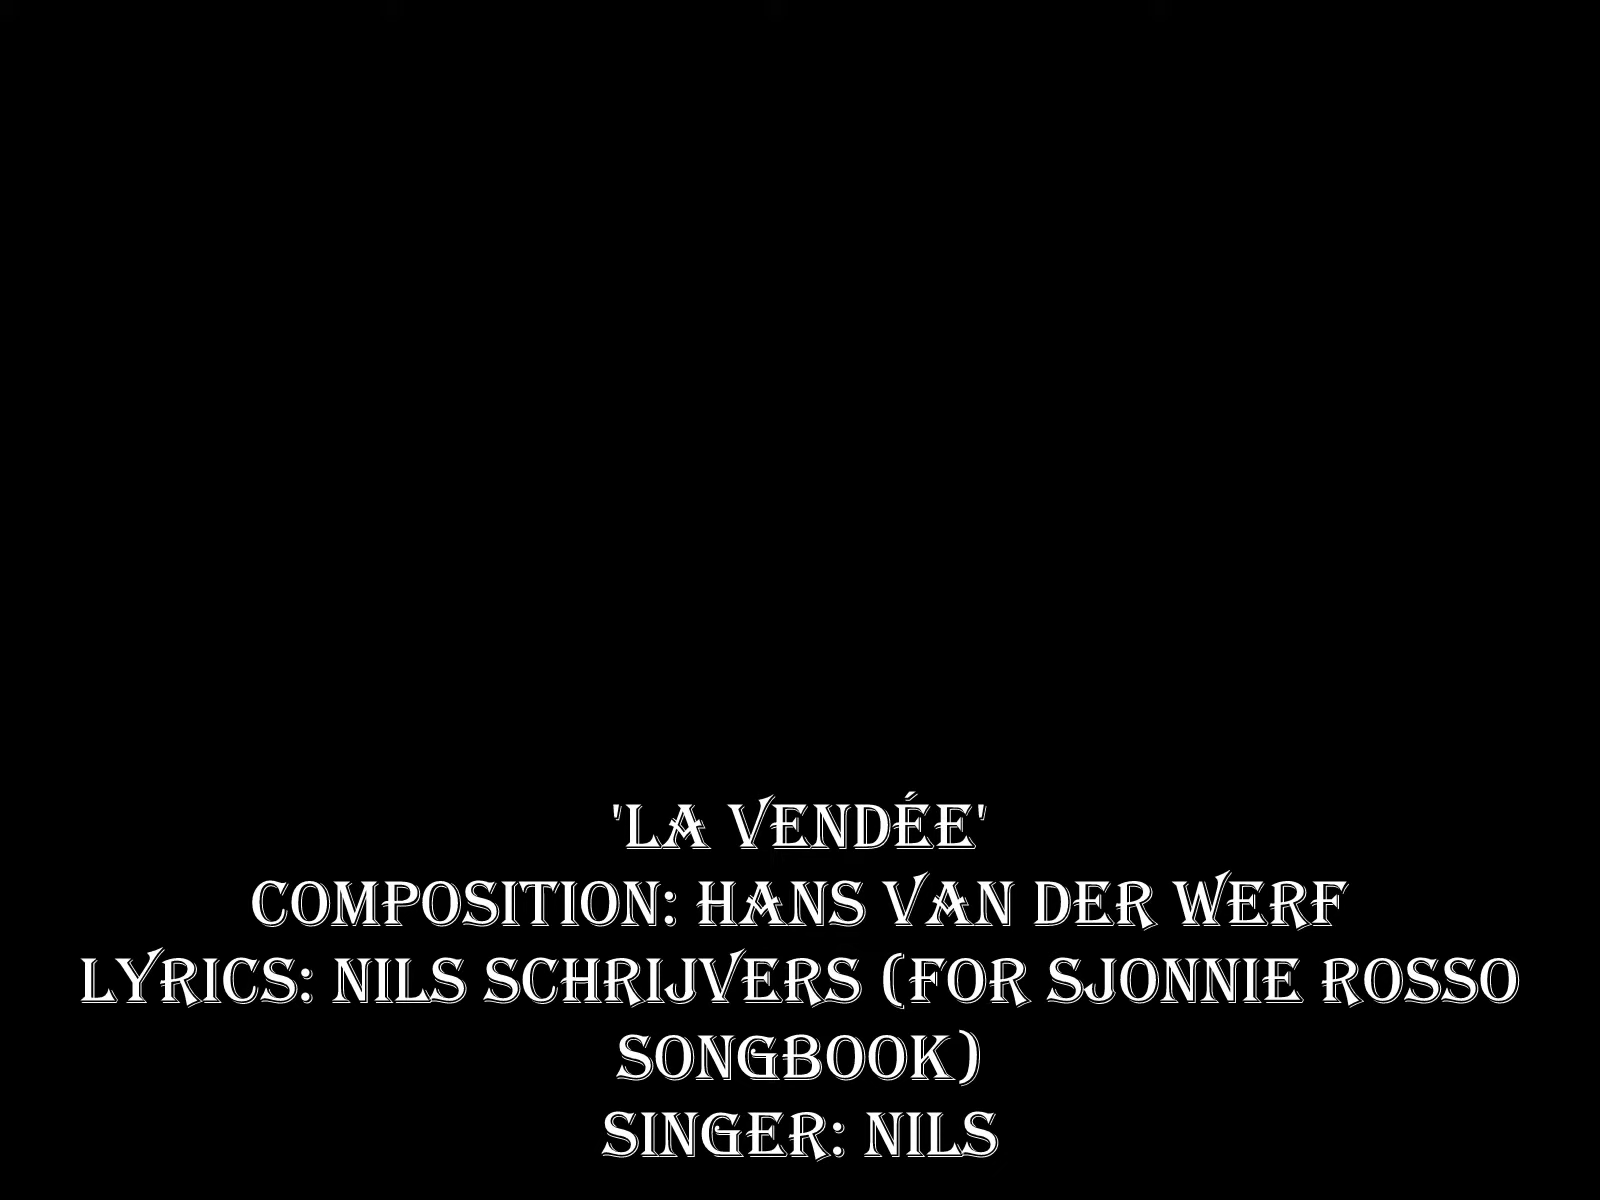 'LA VENDÉE'
COMPOSITION: HANS VAN DER WERF
LYRICS: NILS SCHRIJVERS (FOR SJONNIE ROSSO
SONGBOOK)
SINGER: NILS